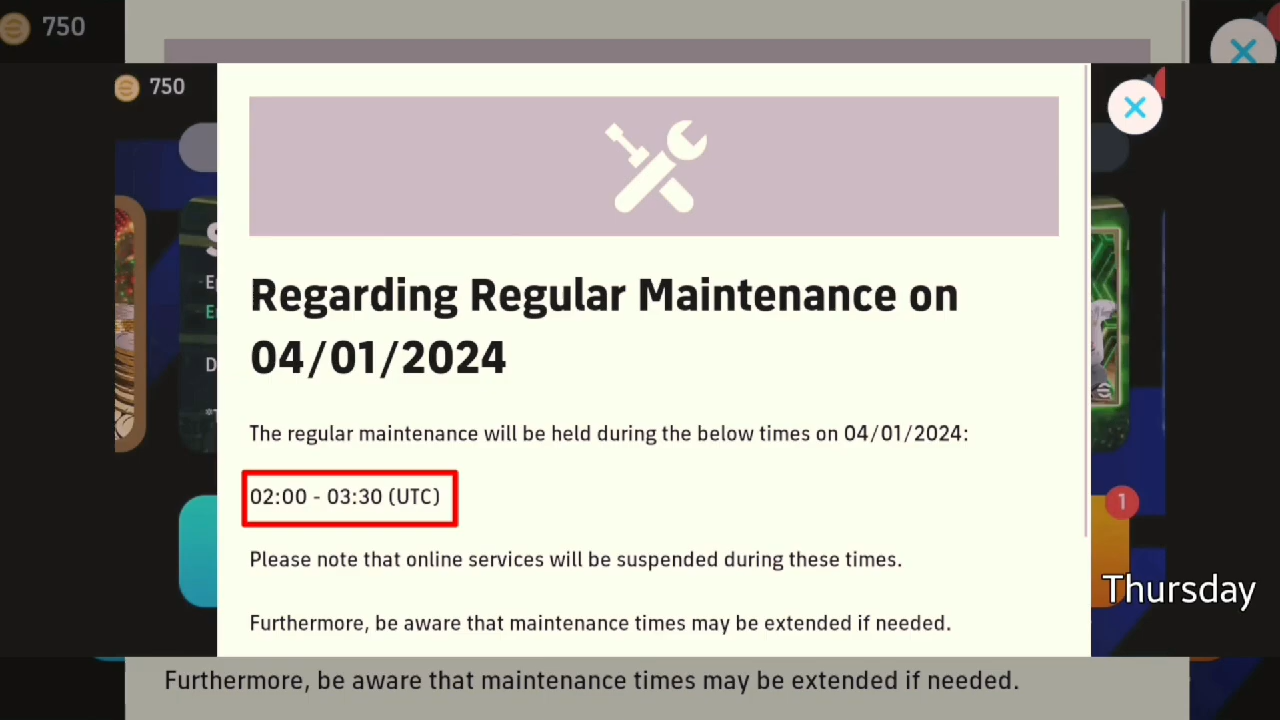 750
750
Regarding Regular Maintenance on
04/01/2024
The regular maintenance will be held during the below times on 04/01/2024:
02:00 - 03:30 (UTC)
1
Please note that online services will be suspended during these times.
Thursday
Furthermore, be aware that maintenance times may be extended if needed.
Furthermore, be aware that maintenance times may be extended if needed.